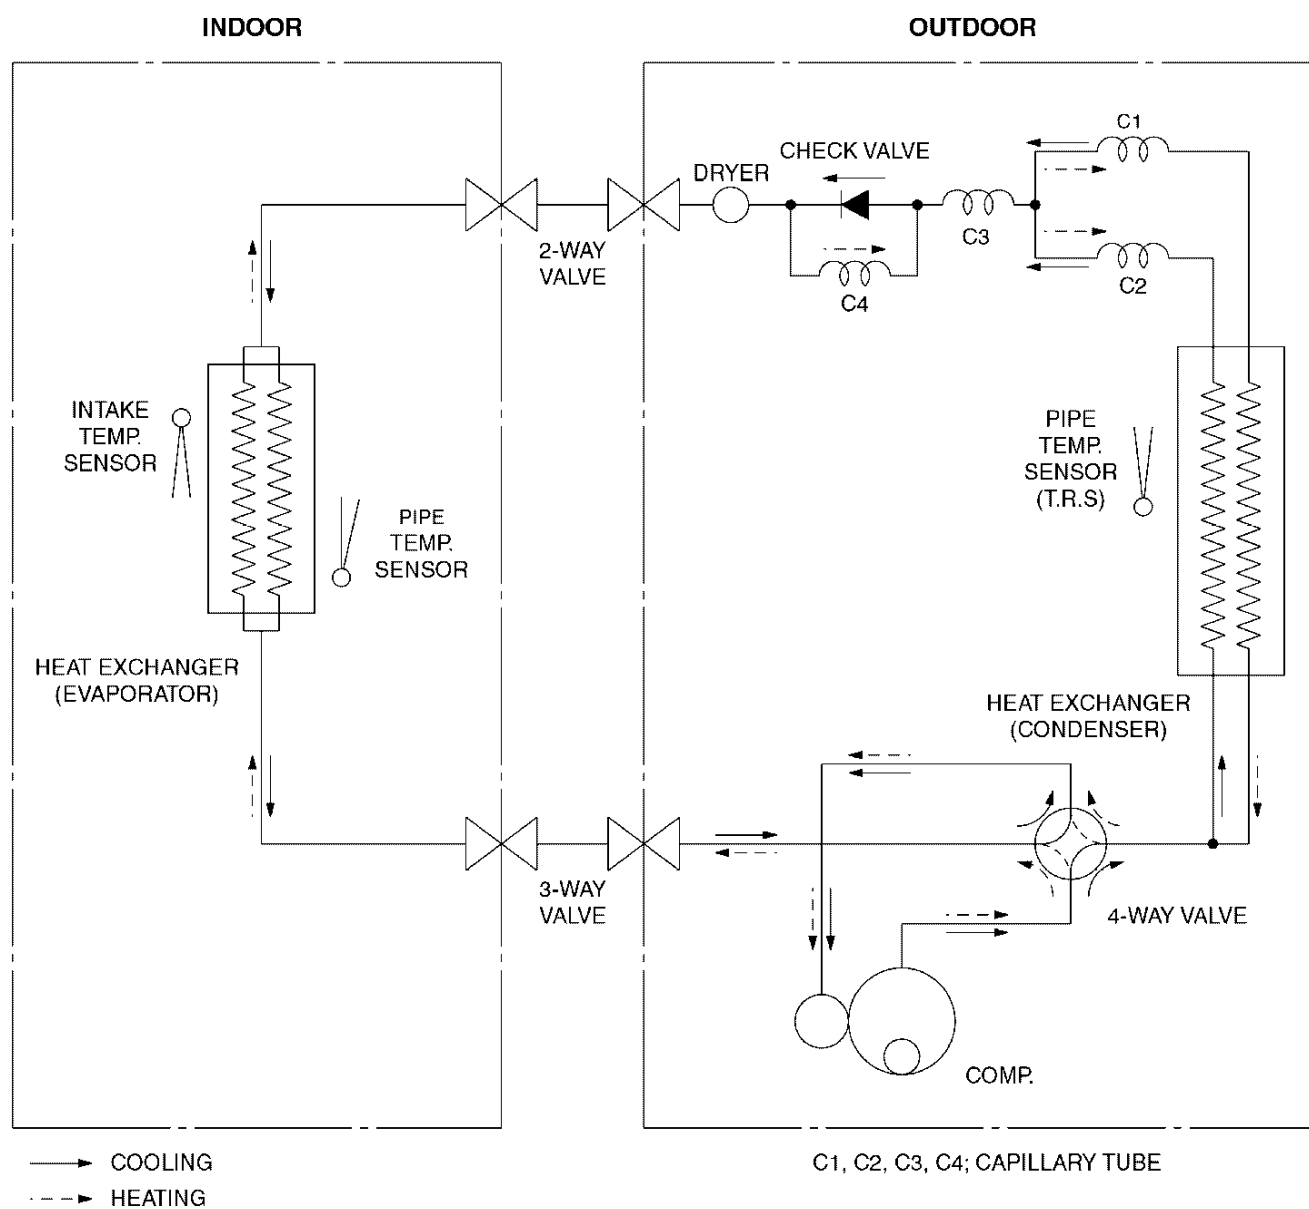 INDOOR
OUTDOOR
C1
CHECK VALVE
DRYER
2-WAY
VALVE
C3
C4
C2
INTAKE
TEMP.
SENSOR
PIPE
TEMP.
SENSOR
PIPE
TEMP.
SENSOR
(T.R.S)
HEAT EXCHANGER
(EVAPORATOR)
HEAT EXCHANGER
(CONDENSER)
3-WAY
VALVE
4-WAY VALVE
COMP.
COOLING
HEATING
C1, C2, C3, C4; CAPILLARY TUBE